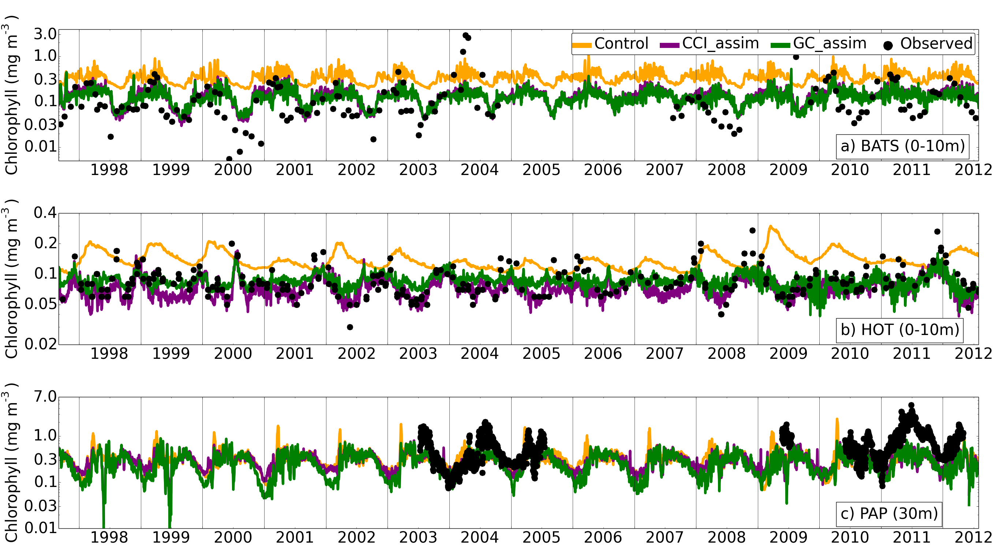 Chlorophyll (mg m-3 )
3.0
1.0
0.3
0.1
0.03
0.01
Control CCI_assim GC_assim Observed
a) BATS (0-10m)
1998 1999 2000 2001 2002 2003 2004 2005 2006 2007 2008 2009 2010 2011 2012
Chlorophyll (mg m-3 )
0.4
0.2
0.1
0.05
0.02
b) HOT (0-10m)
1998 1999 2000 2001 2002 2003 2004 2005 2006 2007 2008 2009 2010 2011 2012
Chlorophyll (mg m-3 )
7.0
1.0
0.3
0.1
0.03
0.01
c) PAP (30m)
1998 1999 2000 2001 2002 2003 2004 2005 2006 2007 2008 2009 2010 2011 2012